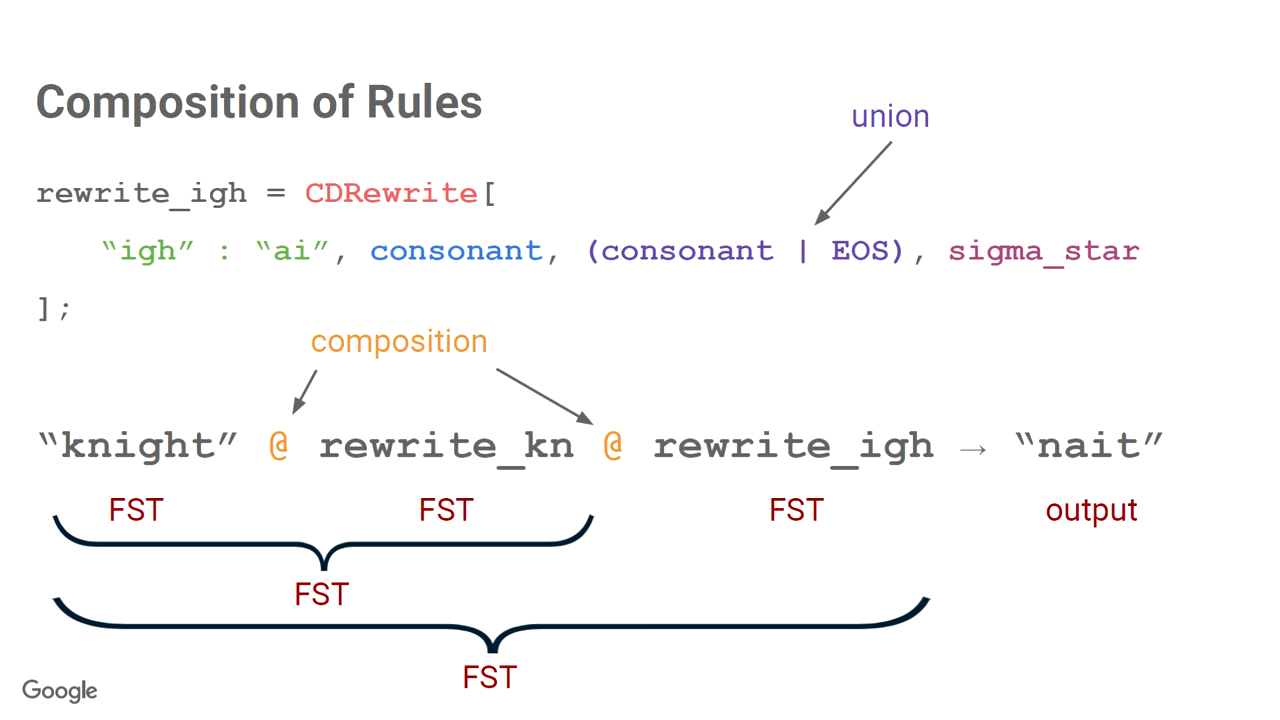 Composition of Rules
union
rewrite_igh = CDRewrite[
“igh” : “ai”, consonant, (consonant | EOS), sigma_star
];
composition
“knight” @ rewrite_kn @ rewrite_igh → “nait”
FST FST FST output
FST
FST
Google